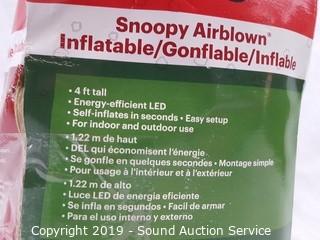 Snoopy Airblown®
Inflatable/Gonflable/Inflable
• 4 ft tall
• Energy-efficient LED
• Self-inflates in seconds • Easy setup
• For indoor and outdoor use
• 1.22 m de haut
• DEL qui économisent l'énergie
• Se gonfle en quelques secondes • Montage simple
• Pour usage à l'intérieur et à l'extérieur
• 1.22 m de alto
• Luce LED de energia eficiente
• Se infla en segundos • Facil de armar
• Para el uso interno y externo
Copyright 2019 - Sound Auction Service